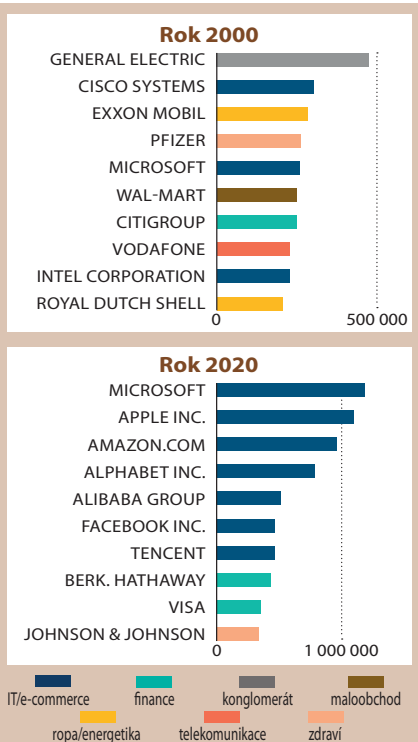 Rok 2000
GENERAL ELECTRIC
CISCO SYSTEMS
EXXON MOBIL
PFIZER
MICROSOFT
WAL-MART
CITIGROUP
VODAFONE
INTEL CORPORATION
ROYAL DUTCH SHELL
0 500 000
Rok 2020
MICROSOFT
APPLE INC.
AMAZON.COM
ALPHABET INC.
ALIBABA GROUP
FACEBOOK INC.
TENCENT
BERK. HATHAWAY
VISA
JOHNSON & JOHNSON
0 1 000 000
IT/e-commerce finance konglomerát maloobchod
ropa/energetika telekomunikace zdraví